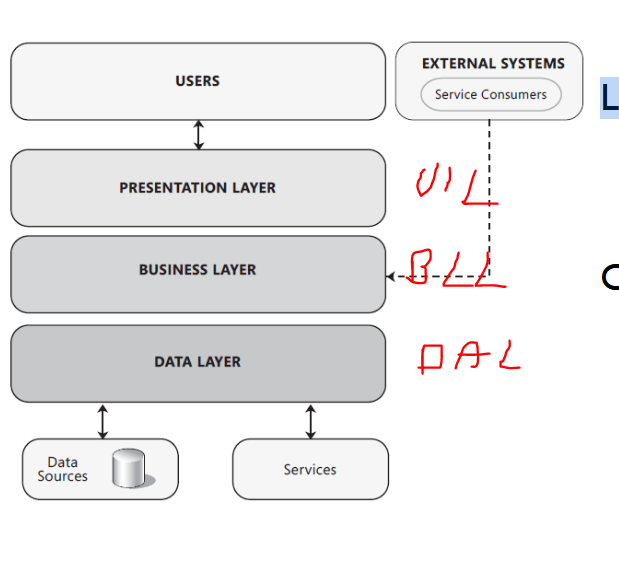 USERS
EXTERNAL SYSTEMS
Service Consumers
PRESENTATION LAYER
UIL
BUSINESS LAYER
BLL
DATA LAYER
DAL
Data
Sources
Services
L